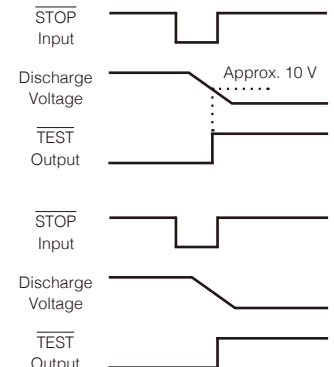 STOP
Input
Discharge
Voltage
Approx. 10 V
TEST
Output
STOP
Input
Discharge
Voltage
TEST
Output